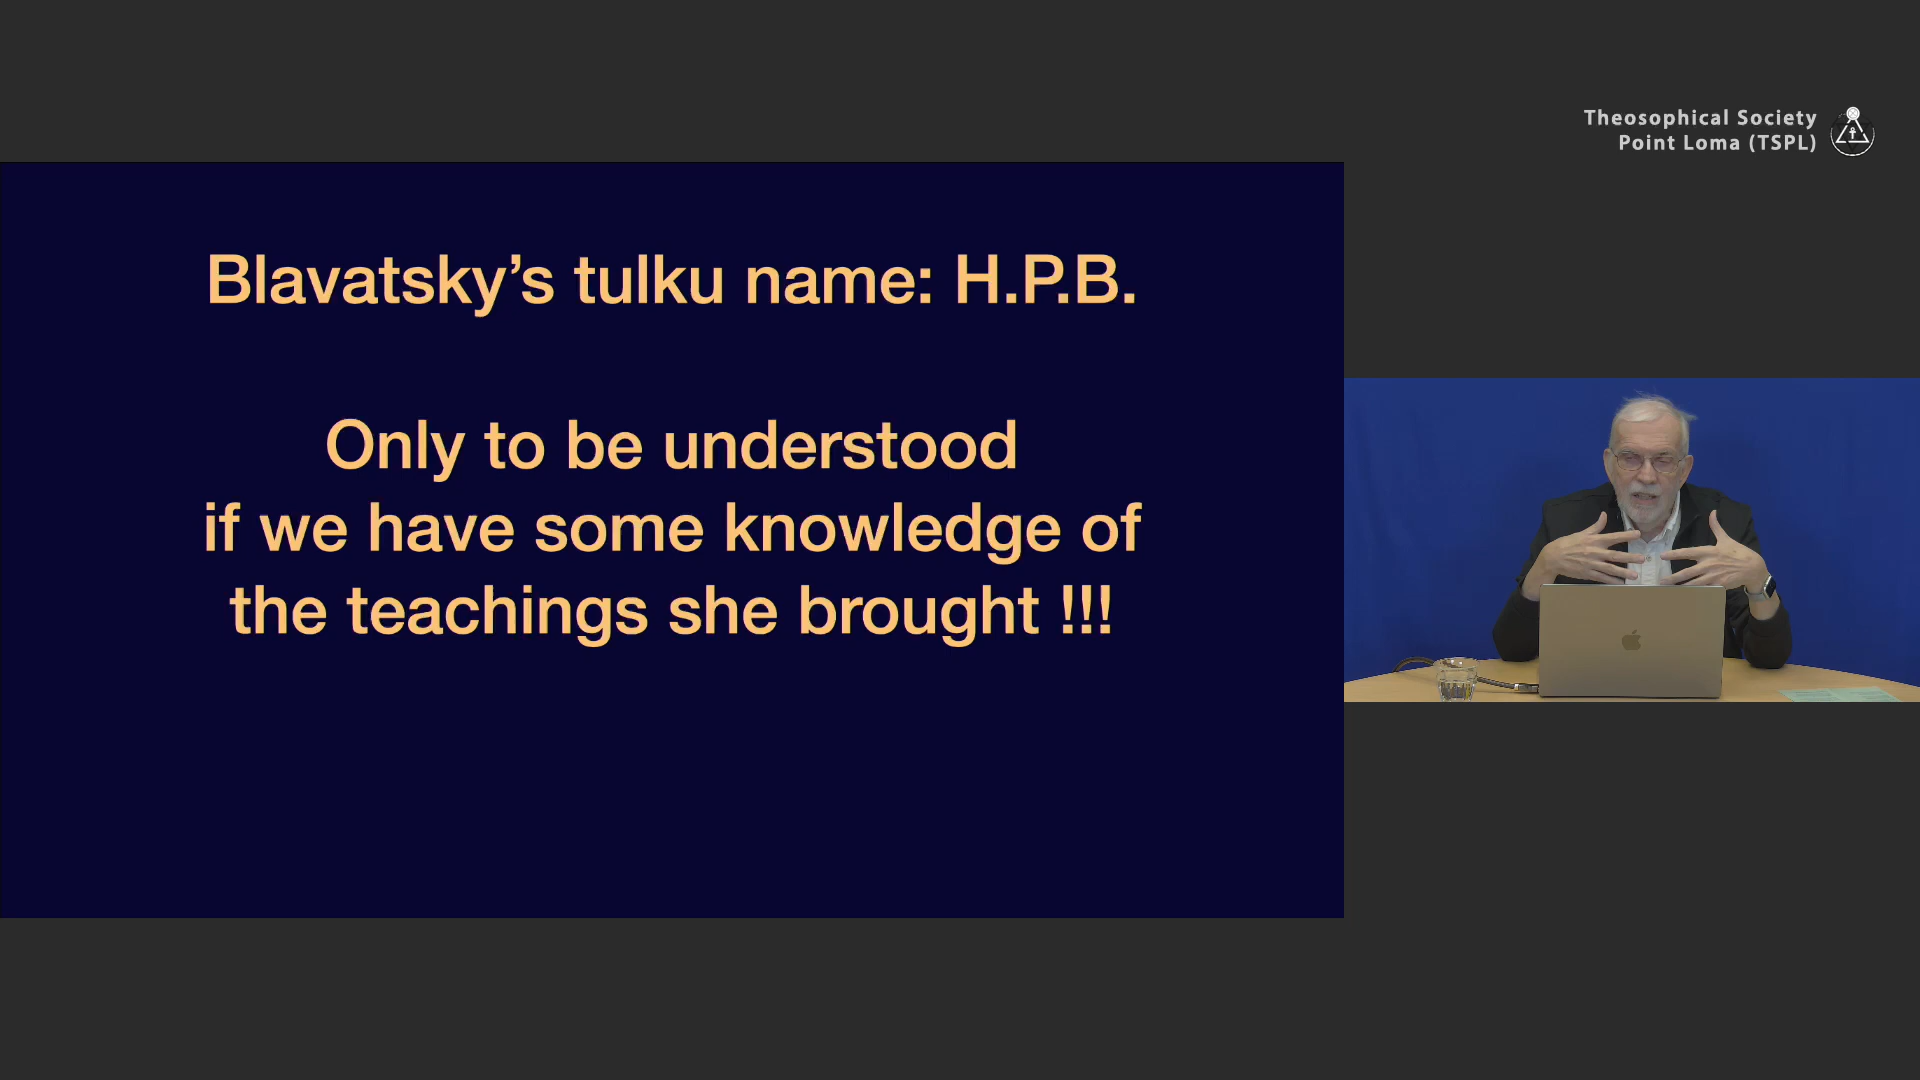 Theosophical Society
Point Loma (TSPL)
Blavatsky’s tulku name: H.P.B.
Only to be understood
if we have some knowledge of
the teachings she brought !!!